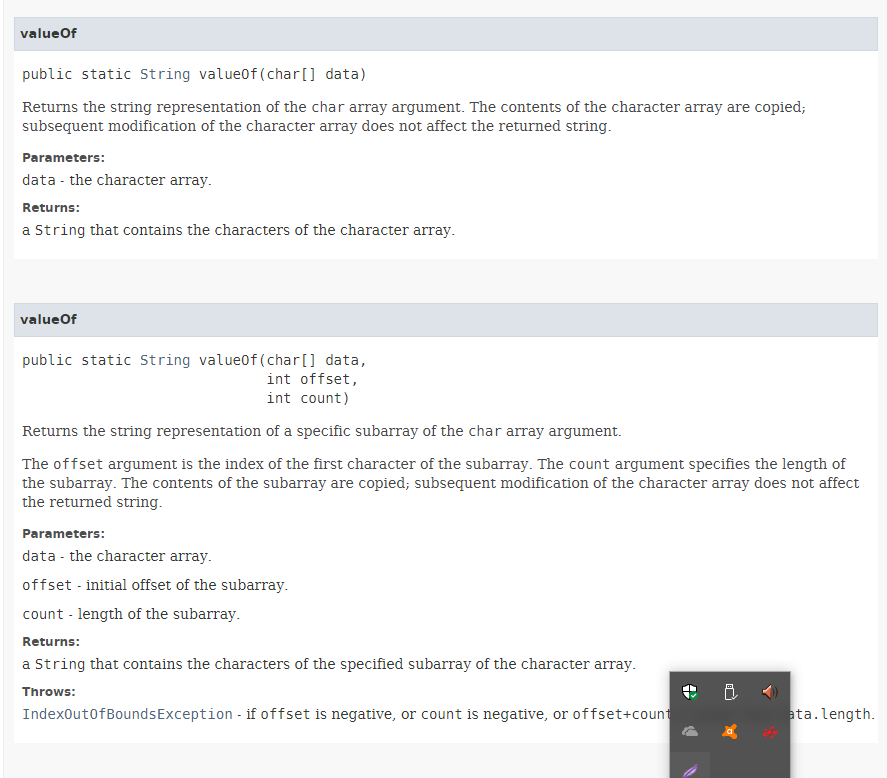 valueOf
public static String valueOf(char[] data)
Returns the string representation of the char array argument. The contents of the character array are copied;
subsequent modification of the character array does not affect the returned string.
Parameters:
data - the character array.
Returns:
a String that contains the characters of the character array.
valueOf
public static String valueOf(char[] data,
int offset,
int count)
Returns the string representation of a specific subarray of the char array argument.
The offset argument is the index of the first character of the subarray. The count argument specifies the length of
the subarray. The contents of the subarray are copied; subsequent modification of the character array does not affect
the returned string.
Parameters:
data - the character array.
offset - initial offset of the subarray.
count - length of the subarray.
Returns:
a String that contains the characters of the specified subarray of the character array.
Throws:
IndexOutOfBoundsException - if offset is negative, or count is negative, or offset+count ata.length.